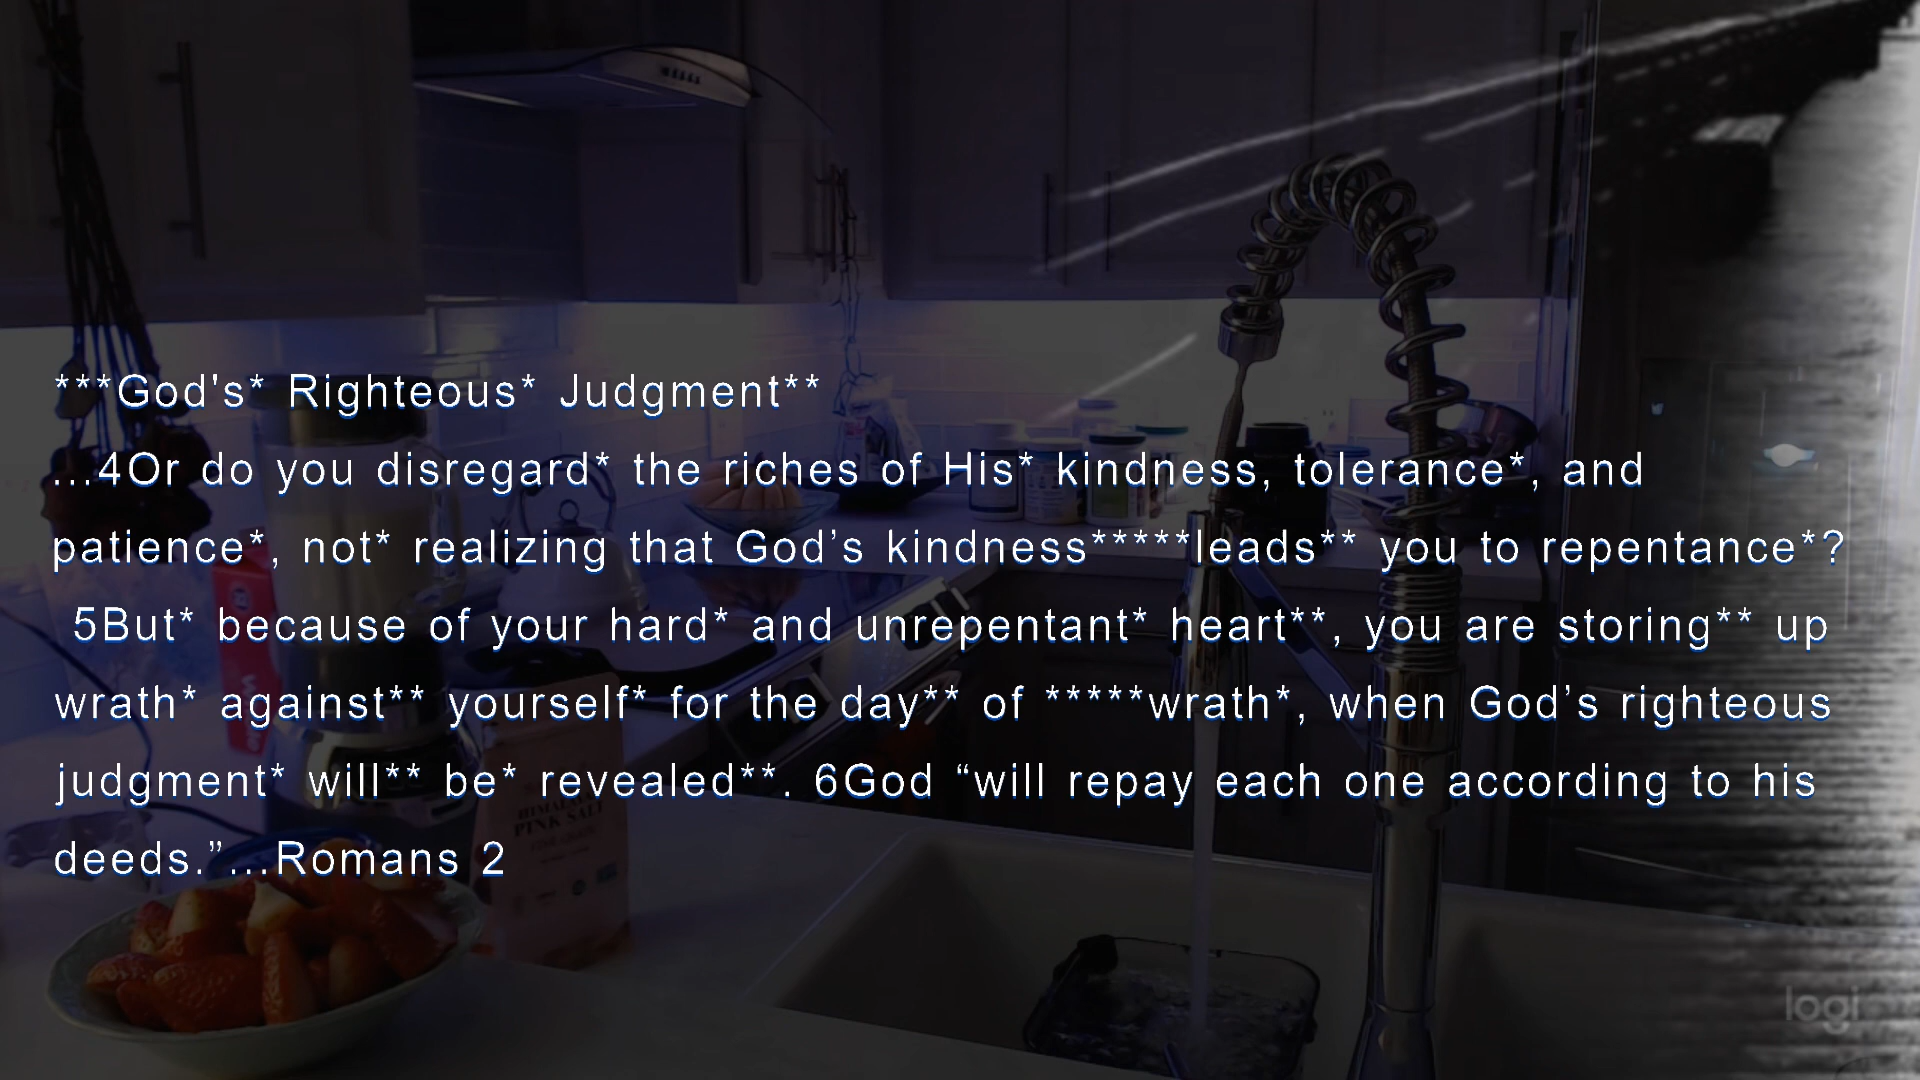 ***God's* Righteous* Judgment**
...4Or do you disregard* the riches of His* kindness, tolerance*, and
patience*, not* realizing that God’s kindness*****leads** you to repentance*?
5But* because of your hard* and unrepentant* heart**, you are storing** up
wrath* against** yourself* for the day** of *****wrath*, when God’s righteous
judgment* will** be* revealed**. 6God “will repay each one according to his
deeds.”...Romans 2
HIMALAYAN
PINK SALT
logi